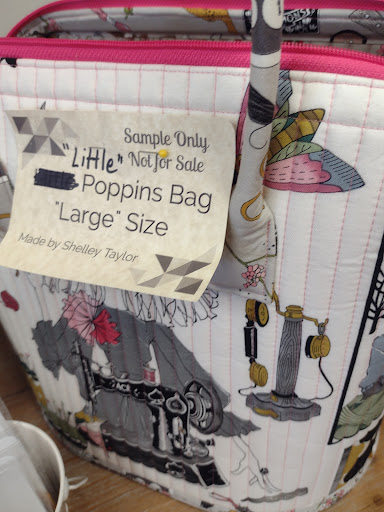 Sample Only
"Little" Not for Sale
Poppins Bag
"Large" Size
Made by Shelley Taylor